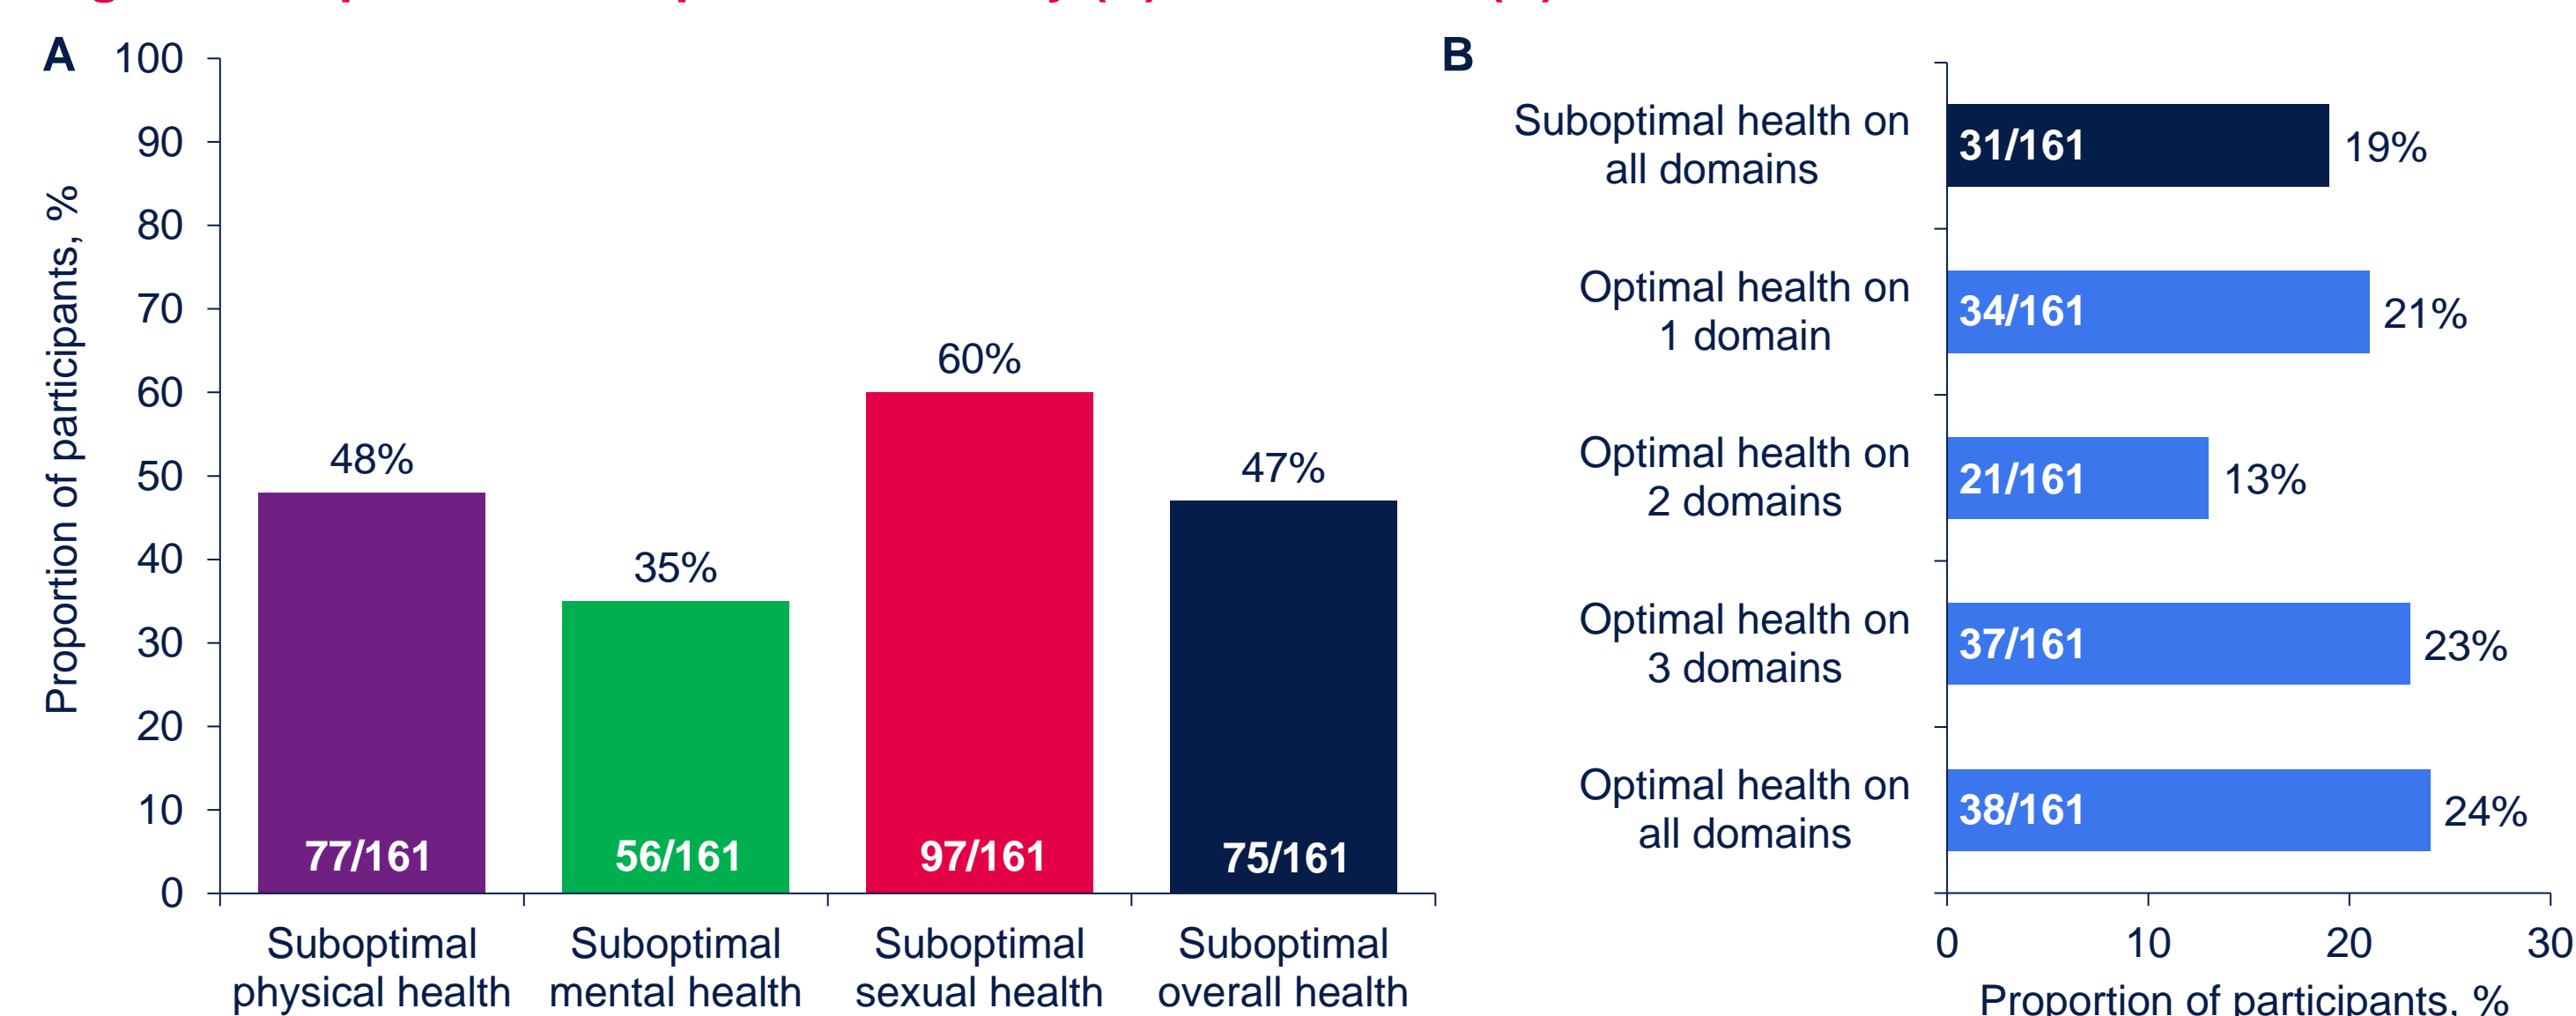 A
Proportion of participants, %
100
90
80
70
60
50
40
30
20
10
0
48%
35%
60%
47%
77/161
56/161
97/161
75/161
Suboptimal
physical health
Suboptimal
mental health
Suboptimal
sexual health
Suboptimal
overall health
B
Suboptimal health on
all domains
31/161
19%
Optimal health on
1 domain
34/161
21%
Optimal health on
2 domains
21/161
13%
Optimal health on
3 domains
37/161
23%
Optimal health on
all domains
38/161
24%
0
10
20
30
Proportion of participants, %